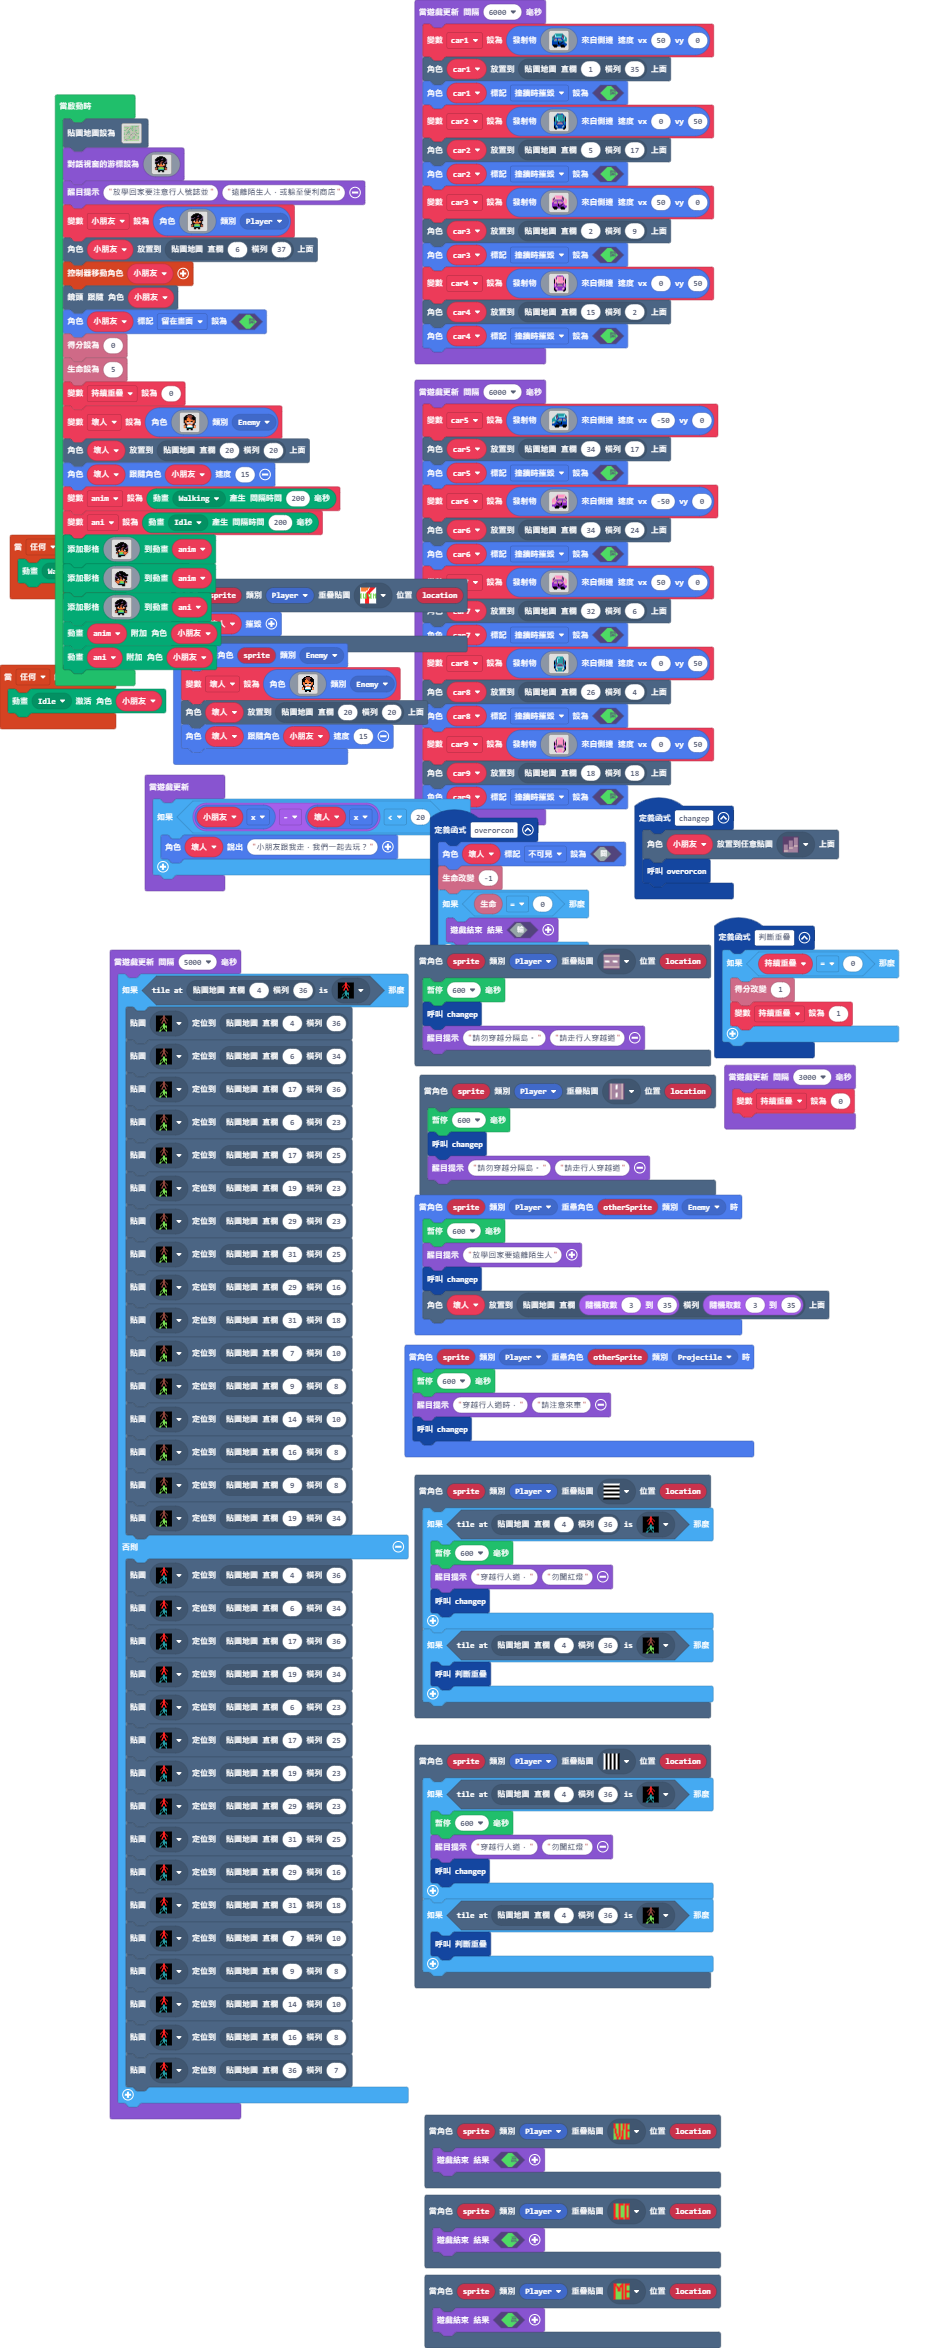 當遊戲更新 間隔 6000 毫秒
變數 car1 設為 發射物 來自側邊 速度 vx 50 vy 0
角色 car1 放置到 貼圖地圖 直欄 1 橫列 35 上面
角色 car1 標記 撞牆時摧毀 設為
變數 car2 設為 發射物 來自側邊 速度 vx 0 vy 50
角色 car2 放置到 貼圖地圖 直欄 5 橫列 17 上面
角色 car2 標記 撞牆時摧毀 設為
變數 car3 設為 發射物 來自側邊 速度 vx 50 vy 0
角色 car3 放置到 貼圖地圖 直欄 2 橫列 9 上面
角色 car3 標記 撞牆時摧毀 設為
變數 car4 設為 發射物 來自側邊 速度 vx 0 vy 50
角色 car4 放置到 貼圖地圖 直欄 15 橫列 2 上面
角色 car4 標記 撞牆時摧毀 設為
當啟動時
貼圖地圖設為
對話視窗的游標設為
醒目提示 "放學回家要注意行人號誌並" "遠離陌生人，或躲至便利商店"
變數 小朋友 設為 角色 類別 Player
角色 小朋友 放置到 貼圖地圖 直欄 6 橫列 37 上面
控制器移動角色 小朋友
鏡頭 跟隨 角色 小朋友
角色 小朋友 標記 留在畫面 設為
得分設為 0
生命設為 5
變數 持續重疊 設為 0
變數 壞人 設為 角色 類別 Enemy
角色 壞人 放置到 貼圖地圖 直欄 20 橫列 20 上面
角色 壞人 跟隨角色 小朋友 速度 15
變數 anim 設為 動畫 Walking 產生 間隔時間 200 毫秒
變數 ani 設為 動畫 Idle 產生 間隔時間 200 毫秒
添加影格 到動畫 anim
添加影格 到動畫 anim
添加影格 到動畫 ani
動畫 anim 附加 角色 小朋友
動畫 ani 附加 角色 小朋友
當 任何
動畫 Wa
當 任何
動畫 Idle 激活 角色 小朋友
當遊戲更新 間隔 6000 毫秒
變數 car5 設為 發射物 來自側邊 速度 vx -50 vy 0
角色 car5 放置到 貼圖地圖 直欄 34 橫列 17 上面
角色 car5 標記 撞牆時摧毀 設為
變數 car6 設為 發射物 來自側邊 速度 vx -50 vy 0
角色 car6 放置到 貼圖地圖 直欄 34 橫列 24 上面
角色 car6 標記 撞牆時摧毀 設為
設為 發射物 來自側邊 速度 vx 50 vy 0
放置到 貼圖地圖 直欄 32 橫列 6 上面
car7 標記 撞牆時摧毀 設為
變數 car8 設為 發射物 來自側邊 速度 vx 0 vy 50
角色 car8 放置到 貼圖地圖 直欄 26 橫列 4 上面
角色 car8 標記 撞牆時摧毀 設為
變數 car9 設為 發射物 來自側邊 速度 vx 0 vy 50
角色 car9 放置到 貼圖地圖 直欄 18 橫列 18 上面
角色 car9 標記 撞牆時摧毀 設為
sprite 類別 Player 重疊貼圖 位置 location
人 摧毀
角色 sprite 類別 Enemy
變數 壞人 設為 角色 類別 Enemy
角色 壞人 放置到 貼圖地圖 直欄 20 橫列 20 上面
角色 壞人 跟隨角色 小朋友 速度 15
當遊戲更新
如果 小朋友 x - 壞人 x < 20
角色 壞人 說出 "小朋友跟我走，我們一起去玩？"
定義函式 overorcon
角色 壞人 標記 不可見 設為
生命改變 -1
如果 生命 = 0 那麼
遊戲結束 結果
定義函式 changep
角色 小朋友 放置到任意貼圖 上面
呼叫 overorcon
定義函式 判斷重疊
如果 持續重疊 = 0 那麼
得分改變 1
變數 持續重疊 設為 1
當遊戲更新 間隔 3000 毫秒
變數 持續重疊 設為 0
當遊戲更新 間隔 5000 毫秒
如果 tile at 貼圖地圖 直欄 4 橫列 36 is 那麼
貼圖 定位到 貼圖地圖 直欄 4 橫列 36
貼圖 定位到 貼圖地圖 直欄 6 橫列 34
貼圖 定位到 貼圖地圖 直欄 17 橫列 36
貼圖 定位到 貼圖地圖 直欄 6 橫列 23
貼圖 定位到 貼圖地圖 直欄 17 橫列 25
貼圖 定位到 貼圖地圖 直欄 19 橫列 23
貼圖 定位到 貼圖地圖 直欄 29 橫列 23
貼圖 定位到 貼圖地圖 直欄 31 橫列 25
貼圖 定位到 貼圖地圖 直欄 29 橫列 16
貼圖 定位到 貼圖地圖 直欄 31 橫列 18
貼圖 定位到 貼圖地圖 直欄 7 橫列 10
貼圖 定位到 貼圖地圖 直欄 9 橫列 8
貼圖 定位到 貼圖地圖 直欄 14 橫列 10
貼圖 定位到 貼圖地圖 直欄 16 橫列 8
貼圖 定位到 貼圖地圖 直欄 9 橫列 8
貼圖 定位到 貼圖地圖 直欄 19 橫列 34
否則
貼圖 定位到 貼圖地圖 直欄 4 橫列 36
貼圖 定位到 貼圖地圖 直欄 6 橫列 34
貼圖 定位到 貼圖地圖 直欄 17 橫列 36
貼圖 定位到 貼圖地圖 直欄 19 橫列 34
貼圖 定位到 貼圖地圖 直欄 6 橫列 23
貼圖 定位到 貼圖地圖 直欄 17 橫列 25
貼圖 定位到 貼圖地圖 直欄 19 橫列 23
貼圖 定位到 貼圖地圖 直欄 29 橫列 23
貼圖 定位到 貼圖地圖 直欄 31 橫列 25
貼圖 定位到 貼圖地圖 直欄 29 橫列 16
貼圖 定位到 貼圖地圖 直欄 31 橫列 18
貼圖 定位到 貼圖地圖 直欄 7 橫列 10
貼圖 定位到 貼圖地圖 直欄 9 橫列 8
貼圖 定位到 貼圖地圖 直欄 14 橫列 10
貼圖 定位到 貼圖地圖 直欄 16 橫列 8
貼圖 定位到 貼圖地圖 直欄 36 橫列 7
當角色 sprite 類別 Player 重疊貼圖 位置 location
暫停 600 毫秒
呼叫 changep
醒目提示 "請勿穿越分隔島。" "請走行人穿越道"
當角色 sprite 類別 Player 重疊貼圖 位置 location
暫停 600 毫秒
呼叫 changep
醒目提示 "請勿穿越分隔島。" "請走行人穿越道"
當角色 sprite 類別 Player 重疊角色 otherSprite 類別 Enemy 時
暫停 600 毫秒
醒目提示 "放學回家要遠離陌生人"
呼叫 changep
角色 壞人 放置到 貼圖地圖 直欄 隨機取數 3 到 35 橫列 隨機取數 3 到 35 上面
當角色 sprite 類別 Player 重疊角色 otherSprite 類別 Projectile 時
暫停 600 毫秒
醒目提示 "穿越行人道時，" "請注意來車"
呼叫 changep
當角色 sprite 類別 Player 重疊貼圖 位置 location
如果 tile at 貼圖地圖 直欄 4 橫列 36 is 那麼
暫停 600 毫秒
醒目提示 "穿越行人道，" "勿闖紅燈"
呼叫 changep
如果 tile at 貼圖地圖 直欄 4 橫列 36 is 那麼
呼叫 判斷重疊
當角色 sprite 類別 Player 重疊貼圖 位置 location
如果 tile at 貼圖地圖 直欄 4 橫列 36 is 那麼
暫停 600 毫秒
醒目提示 "穿越行人道，" "勿闖紅燈"
呼叫 changep
如果 tile at 貼圖地圖 直欄 4 橫列 36 is 那麼
呼叫 判斷重疊
當角色 sprite 類別 Player 重疊貼圖 位置 location
遊戲結束 結果
當角色 sprite 類別 Player 重疊貼圖 位置 location
遊戲結束 結果
當角色 sprite 類別 Player 重疊貼圖 位置 location
遊戲結束 結果